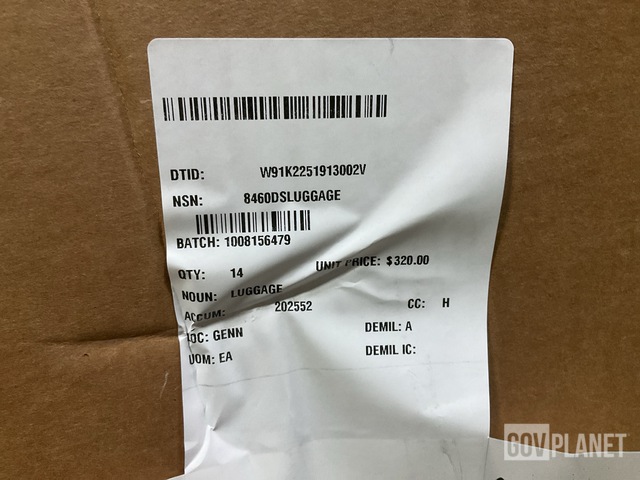 DTID: W91K2251913002V
NSN: 8460DSLUGGAGE
BATCH: 1008156479
QTY: 14 UNIT PRICE: $320.00
NOUN: LUGGAGE
ACCUM: 202552 CC: H
LOC: GENN DEMIL: A
UOM: EA DEMIL IC:
GOVPLANET